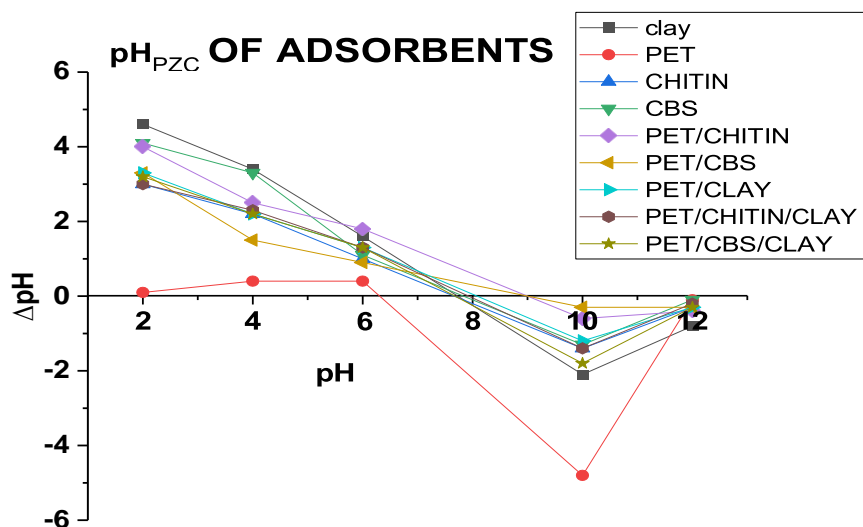 pHPZC OF ADSORBENTS
clay
PET
CHITIN
CBS
PET/CHITIN
PET/CBS
PET/CLAY
PET/CHITIN/CLAY
PET/CBS/CLAY
6
4
2
0
-2
-4
-6
ΔpH
2 4 6 8 10 12
pH